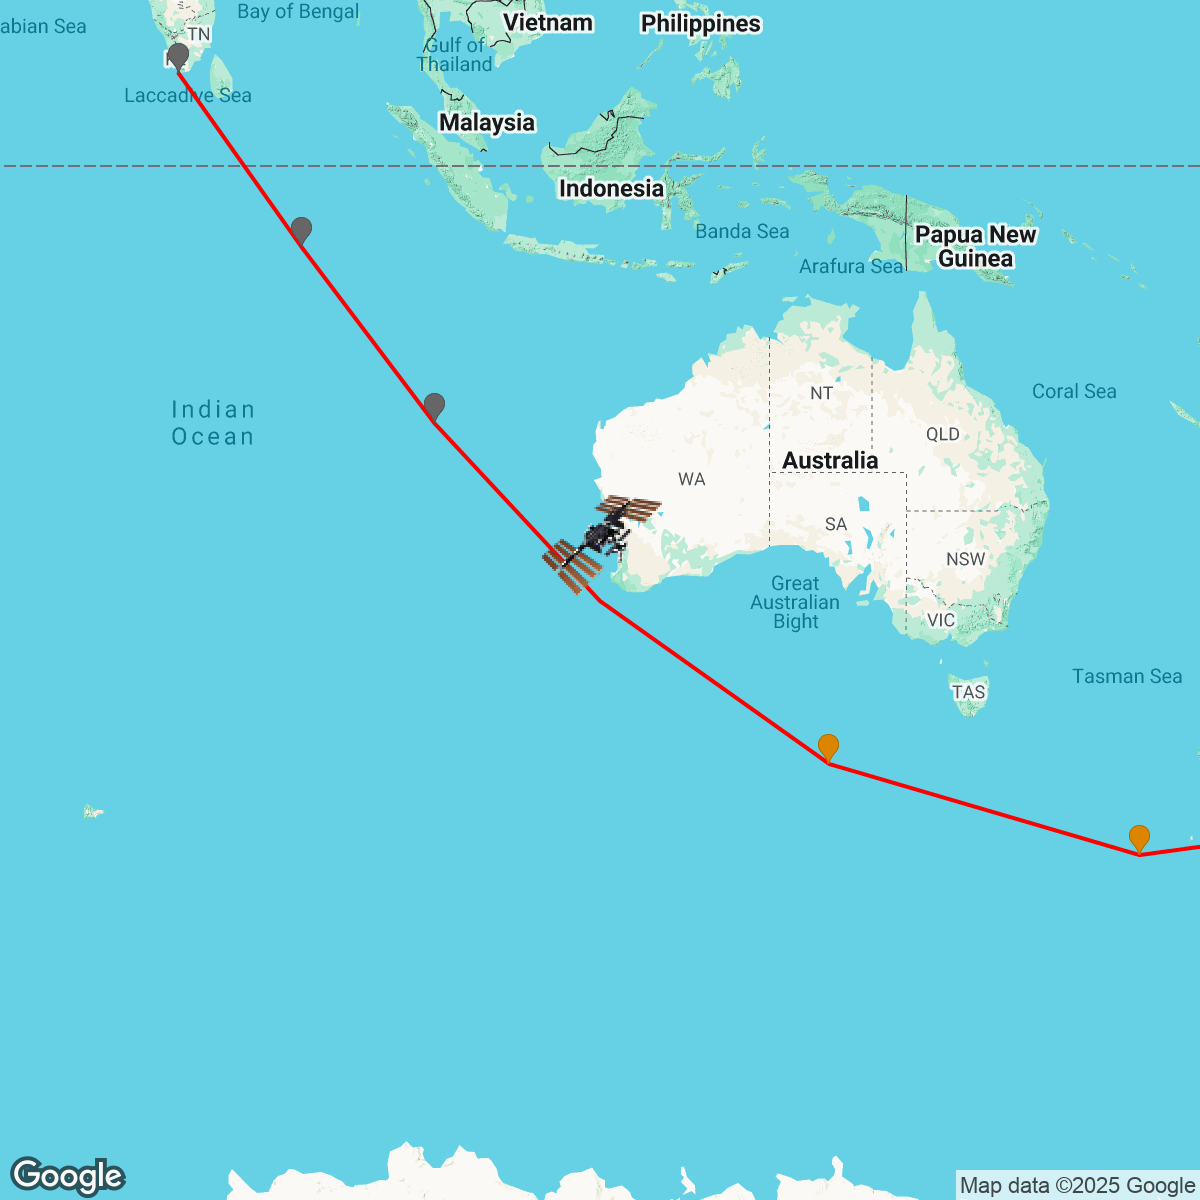 abian Sea
Bay of Bengal
TN
Vietnam
Philippines
Gulf of
Thailand
Laccadive Sea
Malaysia
Indonesia
Banda Sea
Papua New
Guinea
Arafura Sea
Indian
Ocean
NT
Coral Sea
QLD
Australia
WA
SA
NSW
Great
Australian
Bight
VIC
TAS
Tasman Sea
Google
Map data ©2025 Google